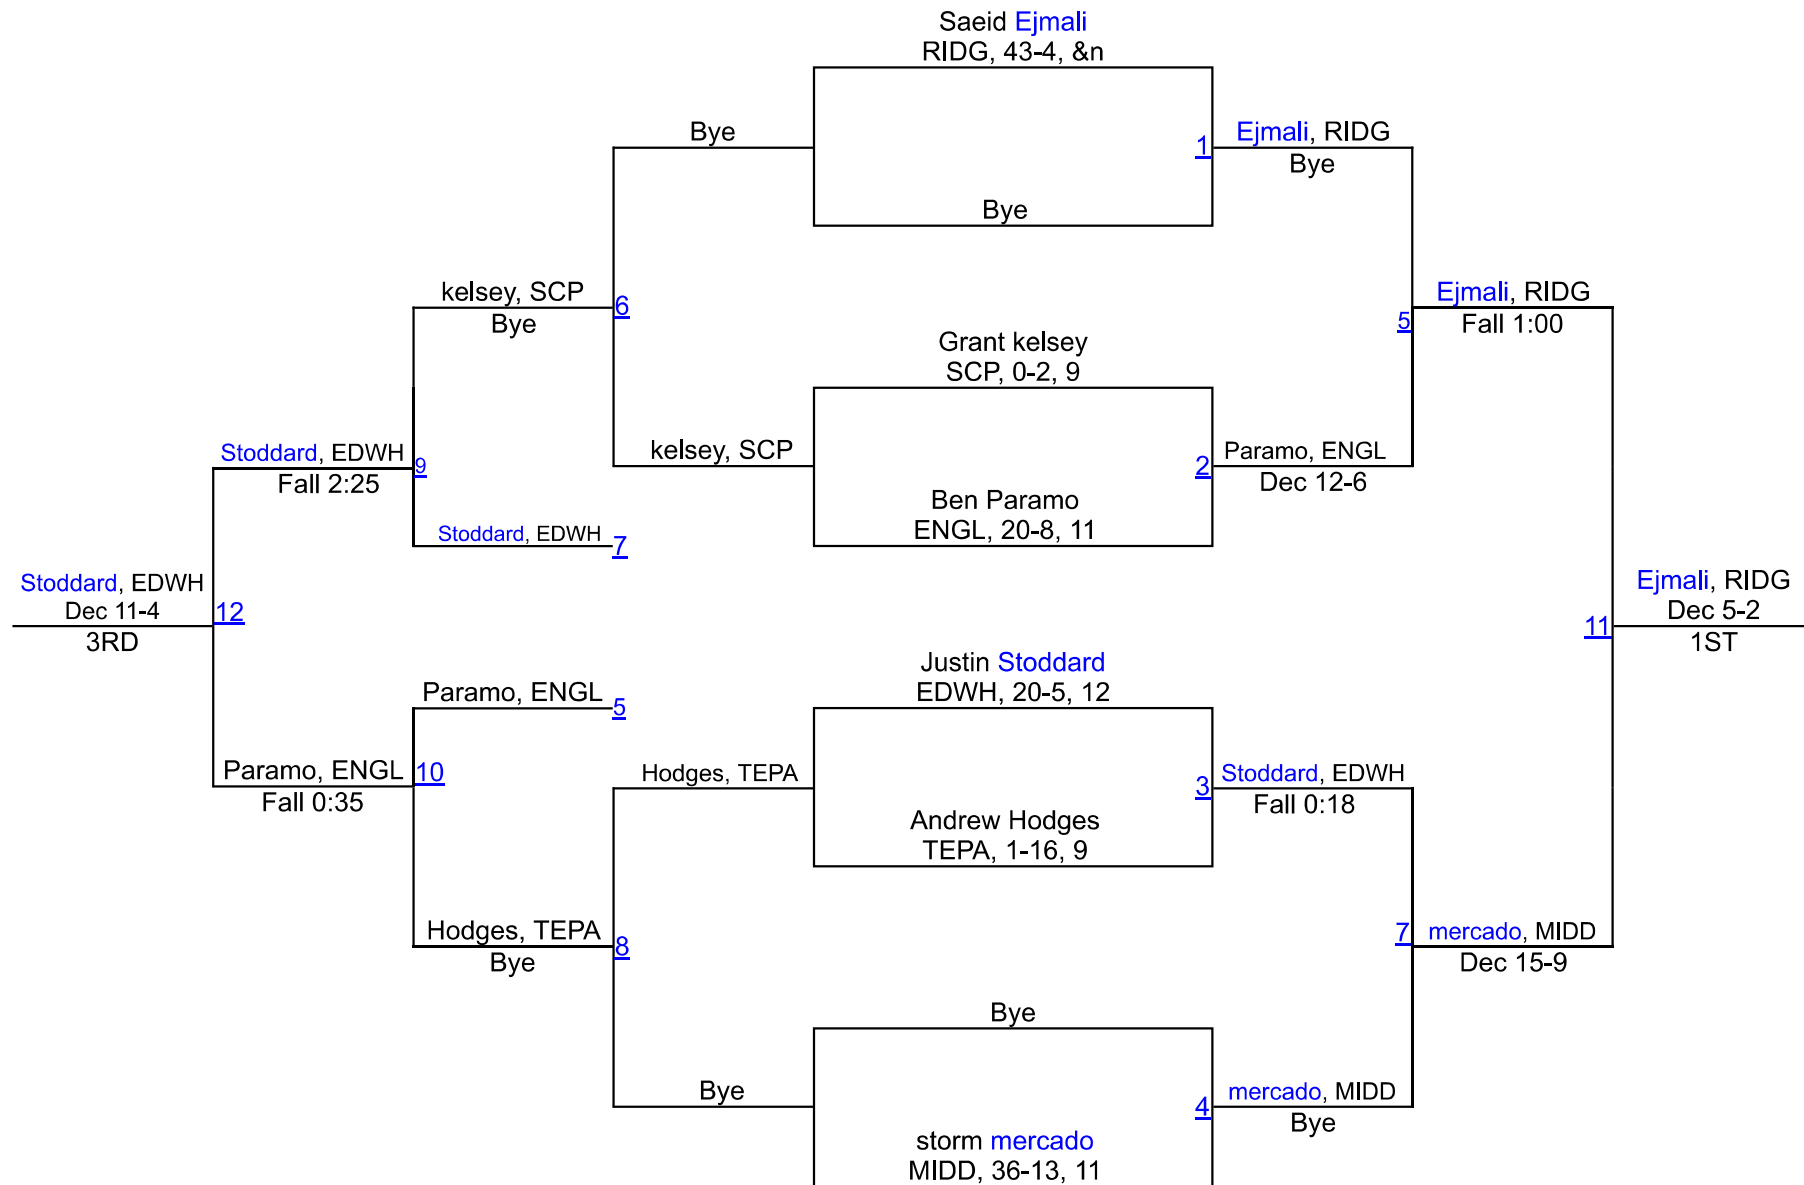 Saeid Ejmali
RIDG, 43-4, &n
Bye
1
Ejmali, RIDG
Bye
Bye
kelsey, SCP
Bye
6
Ejmali, RIDG
Fall 1:00
5
Grant kelsey
SCP, 0-2, 9
Stoddard, EDWH
Fall 2:25
9
kelsey, SCP
2
Paramo, ENGL
Dec 12-6
Ben Paramo
ENGL, 20-8, 11
Stoddard, EDWH
7
Stoddard, EDWH
Dec 11-4
3RD
12
Ejmali, RIDG
Dec 5-2
1ST
11
Justin Stoddard
EDWH, 20-5, 12
Paramo, ENGL
5
Paramo, ENGL
Fall 0:35
10
Hodges, TEPA
3
Stoddard, EDWH
Fall 0:18
Andrew Hodges
TEPA, 1-16, 9
Hodges, TEPA
Bye
8
7
mercado, MIDD
Dec 15-9
Bye
Bye
4
mercado, MIDD
Bye
storm mercado
MIDD, 36-13, 11